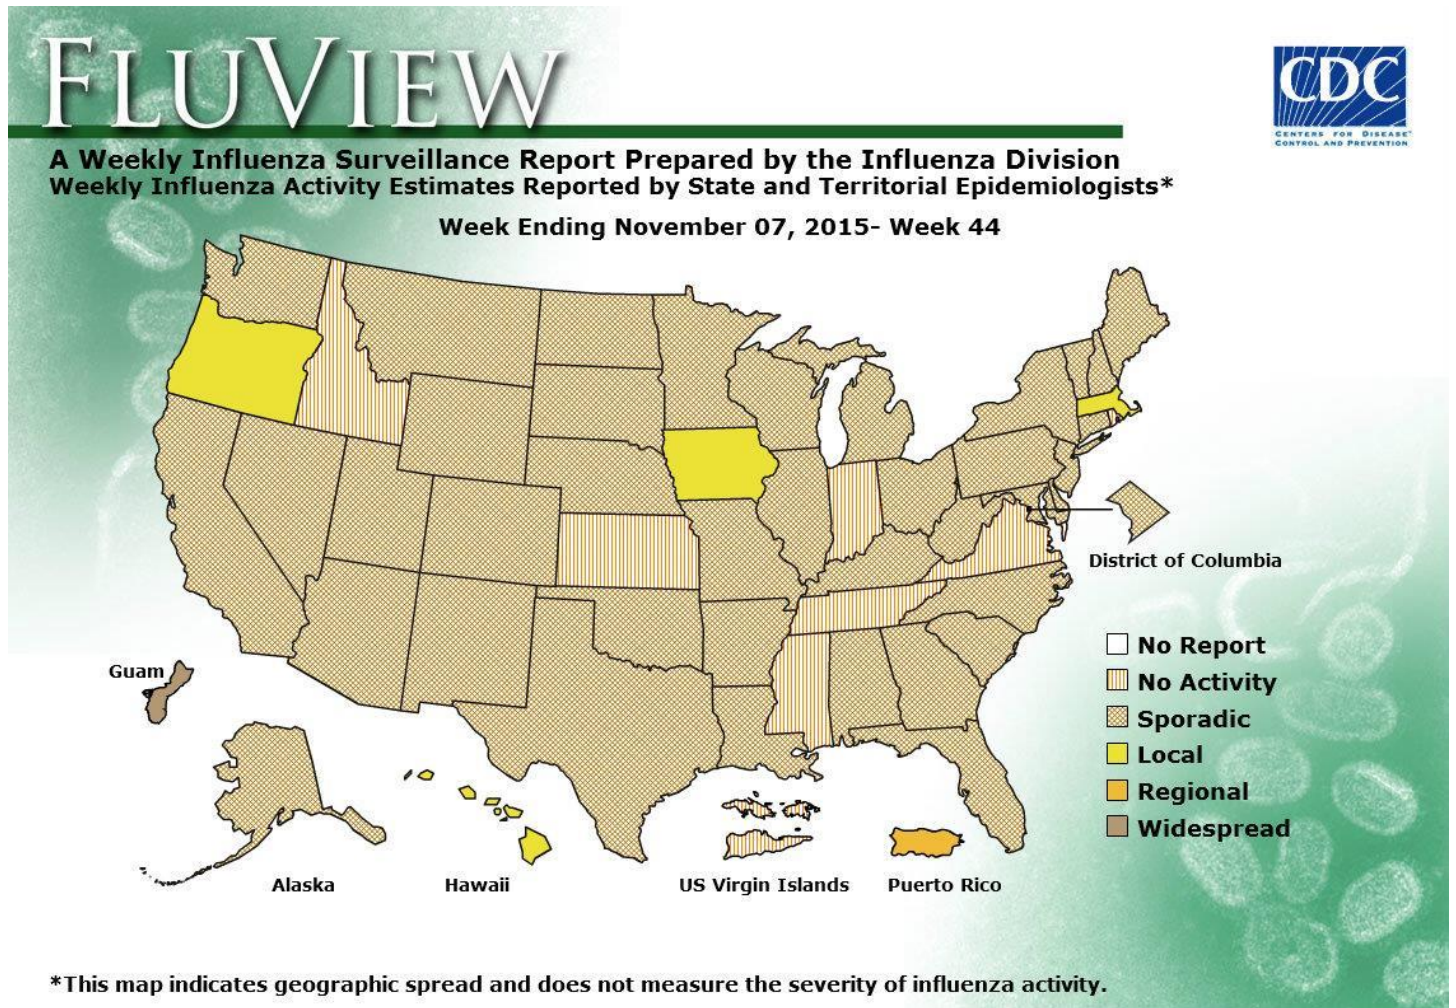 FLUVIEW
CDC
CENTERS FOR DISEASE™
CONTROL AND PREVENTION
A Weekly Influenza Surveillance Report Prepared by the Influenza Division
Weekly Influenza Activity Estimates Reported by State and Territorial Epidemiologists*
Week Ending November 07, 2015- Week 44
District of Columbia
No Report
Guam
No Activity
Sporadic
Local
Regional
Widespread
Alaska
Hawaii
US Virgin Islands
Puerto Rico
*This map indicates geographic spread and does not measure the severity of influenza activity.